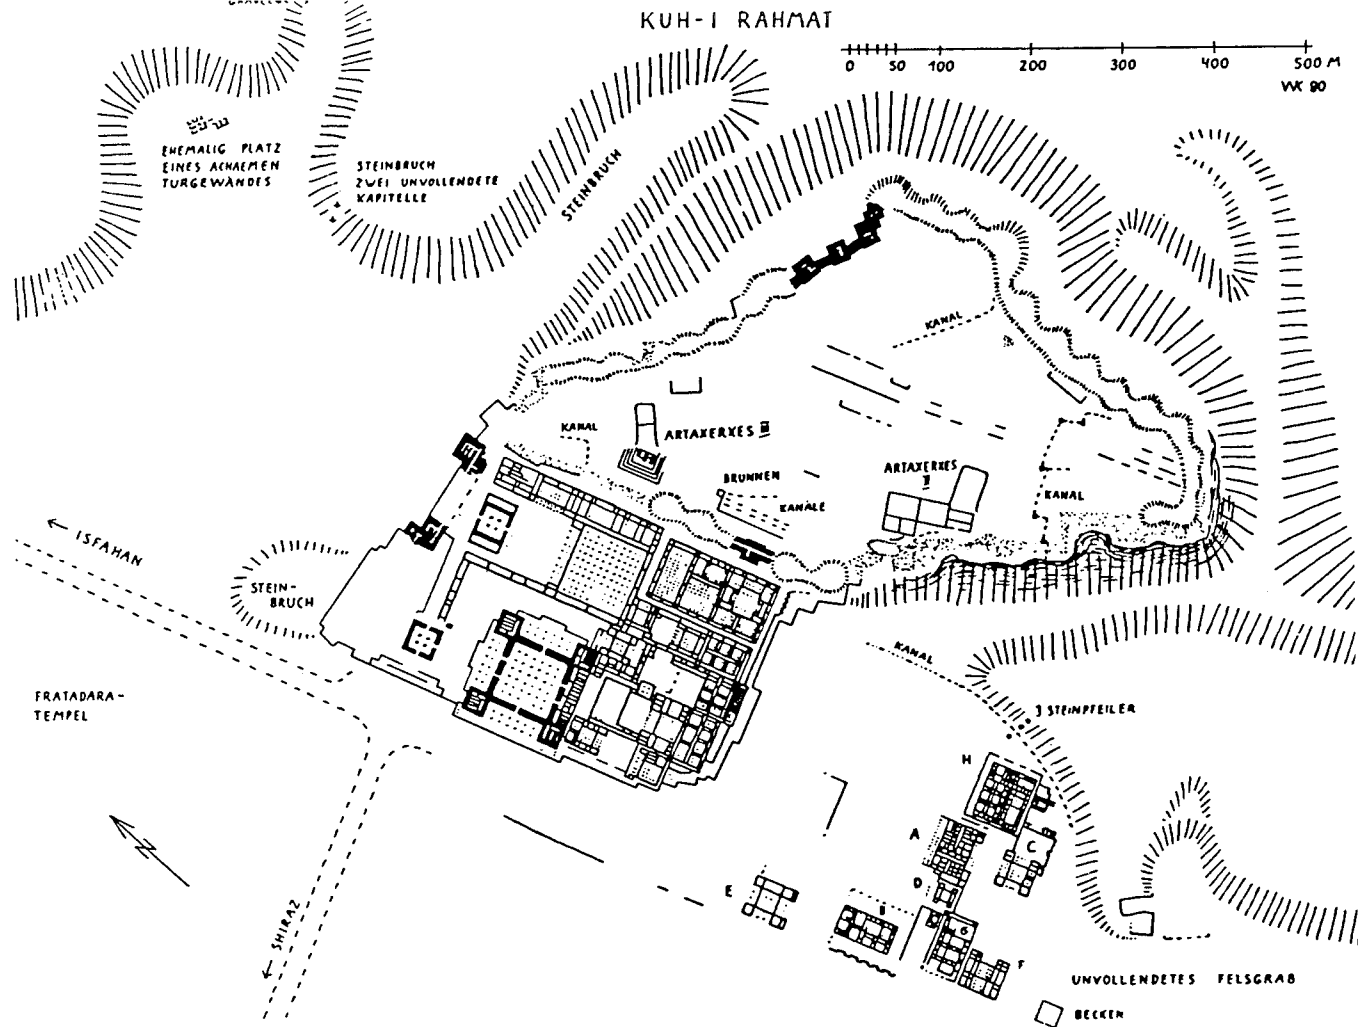 KUH-I RAHMAT
0 50 100 200 300 400 500 M
VVK 90
EHEMALIG PLATZ
EINES ACHAEMEN
TURGEWÄNDES
STEINBRUCH
ZWEI UNVOLLENDETE
KAPITELLE
STEINBRUCH
KANAL
KANAL
ARTAXERXES III
BRUNNEN
KANÄLE
ARTAXERXES
II
KANAL
ISFAHAN
STEIN-
BRUCH
KANAL
FRATADARA-
TEMPEL
3 STEINPFEILER
H
N
A
C
D
E
B
G
F
SHIRAZ
UNVOLLENDETES FELSGRAB
BECKEN